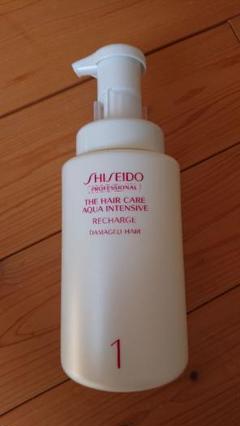 SHISEIDO
PROFESSIONAL
THE HAIR CARE
AQUA INTENSIVE
RECHARGE
DAMAGED HAIR
1